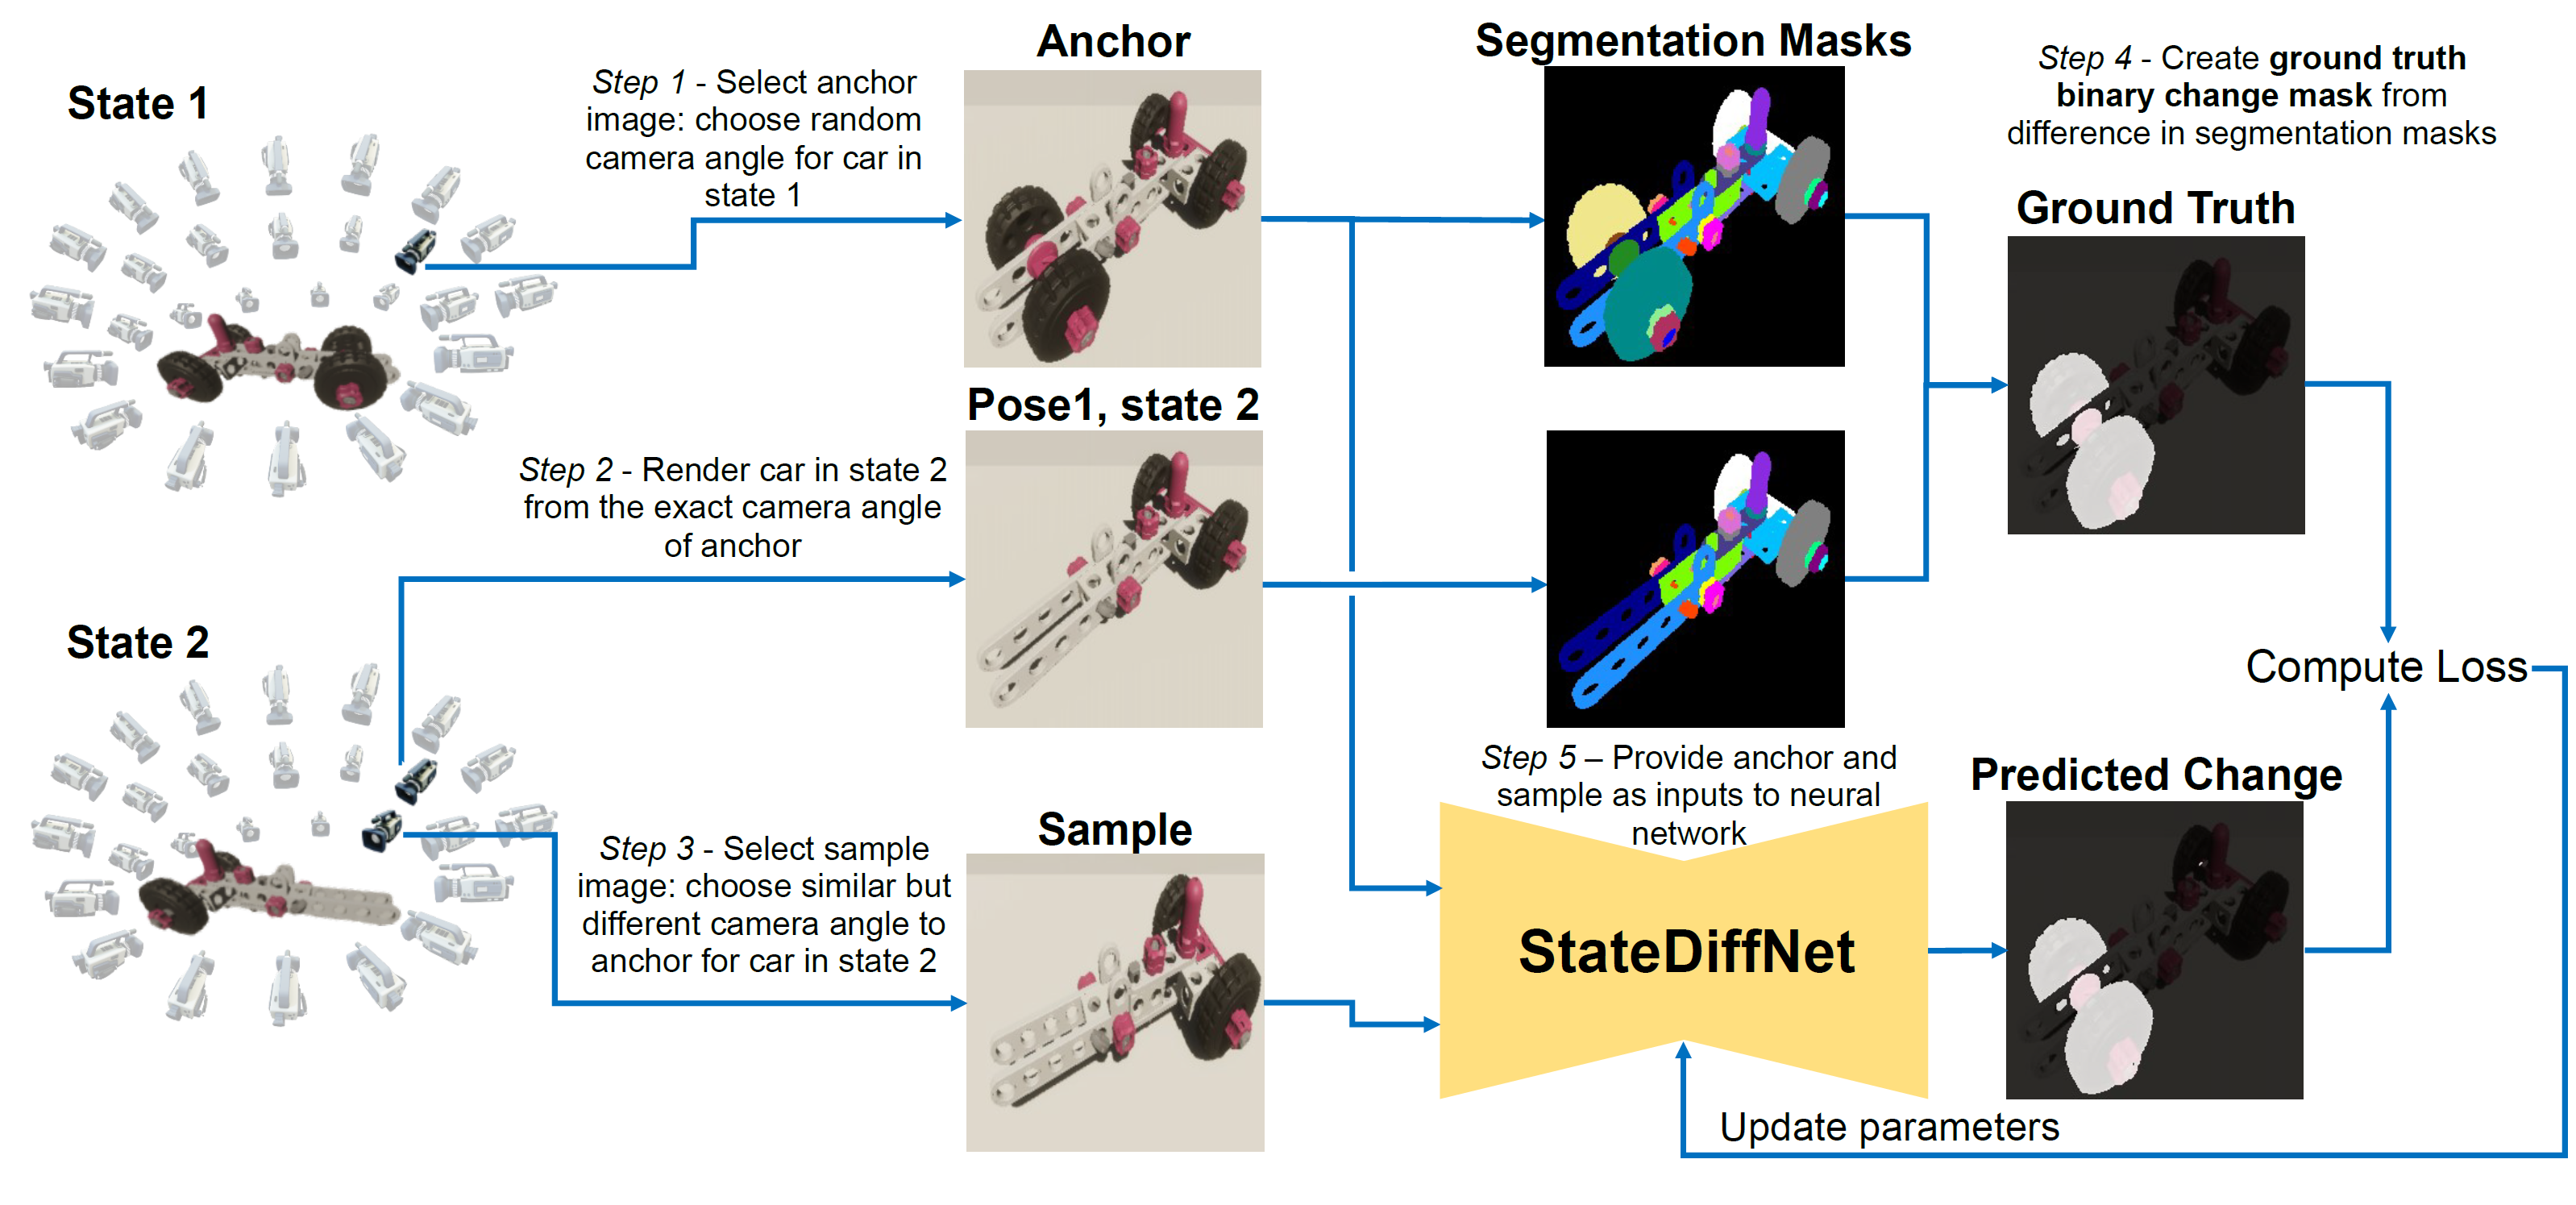 State 1
Step 1 - Select anchor
image: choose random
camera angle for car in
state 1
Anchor
Segmentation Masks
Step 4 - Create ground truth
binary change mask from
difference in segmentation masks
Ground Truth
Pose1, state 2
Step 2 - Render car in state 2
from the exact camera angle
of anchor
State 2
Step 3 - Select sample
image: choose similar but
different camera angle to
anchor for car in state 2
Sample
Step 5 – Provide anchor and
sample as inputs to neural
network
StateDiffNet
Predicted Change
Compute Loss
Update parameters